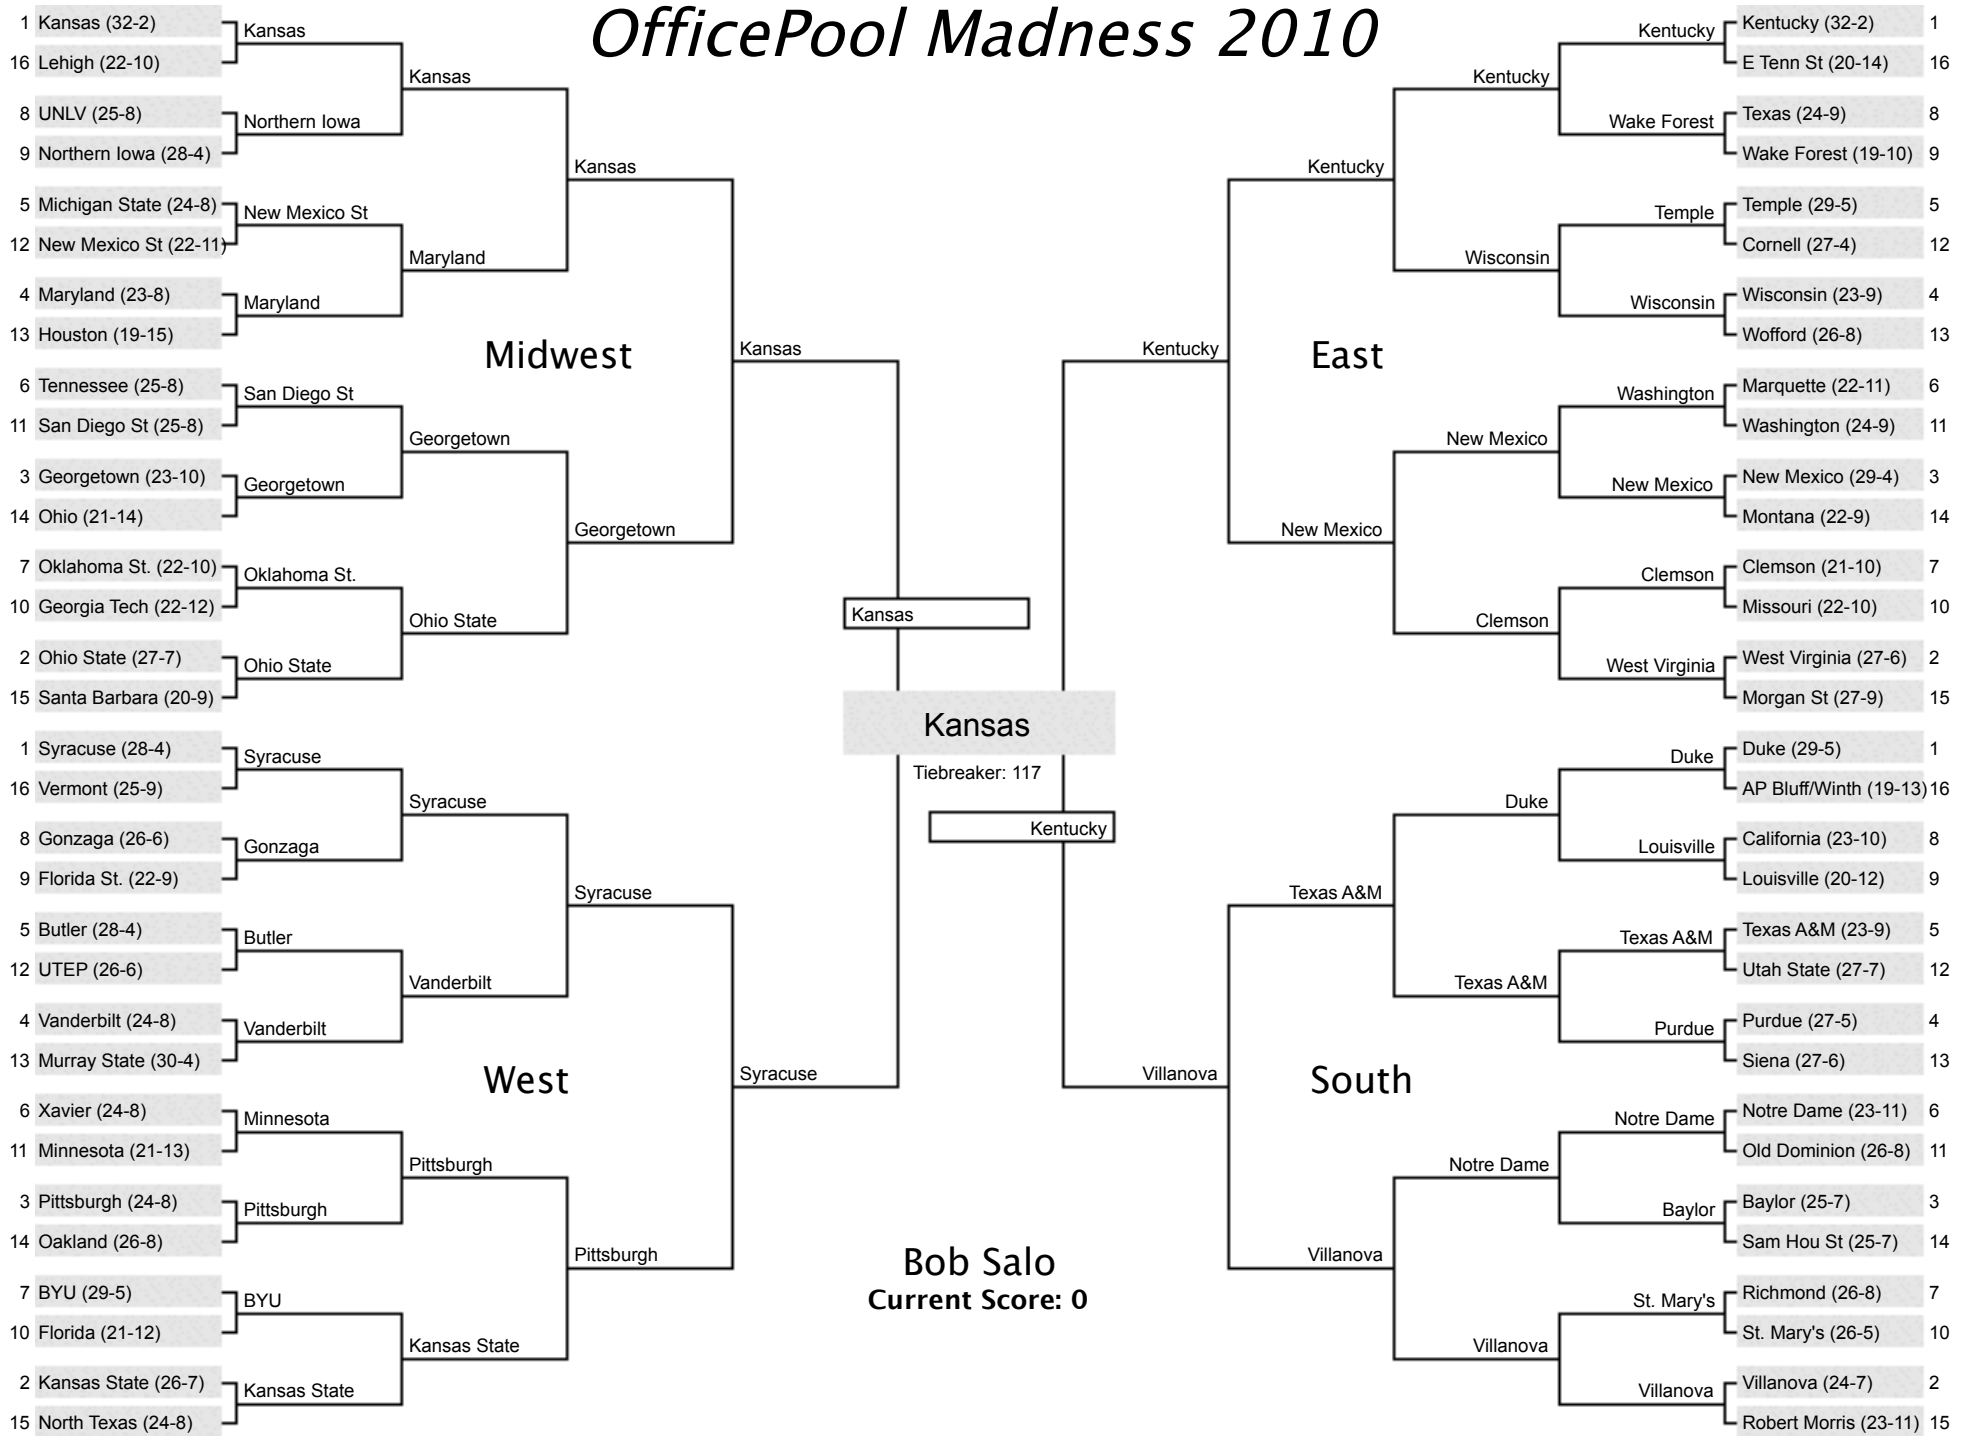 OfficePool Madness 2010
1 Kansas (32-2)
16 Lehigh (22-10)
8 UNLV (25-8)
9 Northern Iowa (28-4)
5 Michigan State (24-8)
12 New Mexico St (22-11)
4 Maryland (23-8)
13 Houston (19-15)
6 Tennessee (25-8)
11 San Diego St (25-8)
3 Georgetown (23-10)
14 Ohio (21-14)
7 Oklahoma St. (22-10)
10 Georgia Tech (22-12)
2 Ohio State (27-7)
15 Santa Barbara (20-9)
Kansas
Northern Iowa
New Mexico St
Maryland
San Diego St
Georgetown
Oklahoma St.
Ohio State
Kansas
Maryland
Georgetown
Ohio State
Kansas
Georgetown
Midwest
Kansas
1 Syracuse (28-4)
16 Vermont (25-9)
8 Gonzaga (26-6)
9 Florida St. (22-9)
5 Butler (28-4)
12 UTEP (26-6)
4 Vanderbilt (24-8)
13 Murray State (30-4)
6 Xavier (24-8)
11 Minnesota (21-13)
3 Pittsburgh (24-8)
14 Oakland (26-8)
7 BYU (29-5)
10 Florida (21-12)
2 Kansas State (26-7)
15 North Texas (24-8)
Syracuse
Gonzaga
Butler
Vanderbilt
Minnesota
Pittsburgh
BYU
Kansas State
Syracuse
Vanderbilt
Pittsburgh
Kansas State
Syracuse
Pittsburgh
West
Syracuse
Kansas
Kansas
Tiebreaker: 117
Kentucky
Bob Salo
Current Score: 0
Kentucky
East
Kentucky
New Mexico
Kentucky
Wisconsin
New Mexico
Clemson
Kentucky
Wake Forest
Temple
Wisconsin
Washington
New Mexico
Clemson
West Virginia
Kentucky (32-2) 1
E Tenn St (20-14) 16
Texas (24-9) 8
Wake Forest (19-10) 9
Temple (29-5) 5
Cornell (27-4) 12
Wisconsin (23-9) 4
Wofford (26-8) 13
Marquette (22-11) 6
Washington (24-9) 11
New Mexico (29-4) 3
Montana (22-9) 14
Clemson (21-10) 7
Missouri (22-10) 10
West Virginia (27-6) 2
Morgan St (27-9) 15
Villanova
South
Texas A&M
Villanova
Duke
Texas A&M
Notre Dame
Villanova
Duke
Louisville
Texas A&M
Purdue
Notre Dame
Baylor
St. Mary's
Villanova
Duke (29-5) 1
AP Bluff/Winth (19-13) 16
California (23-10) 8
Louisville (20-12) 9
Texas A&M (23-9) 5
Utah State (27-7) 12
Purdue (27-5) 4
Siena (27-6) 13
Notre Dame (23-11) 6
Old Dominion (26-8) 11
Baylor (25-7) 3
Sam Hou St (25-7) 14
Richmond (26-8) 7
St. Mary's (26-5) 10
Villanova (24-7) 2
Robert Morris (23-11) 15